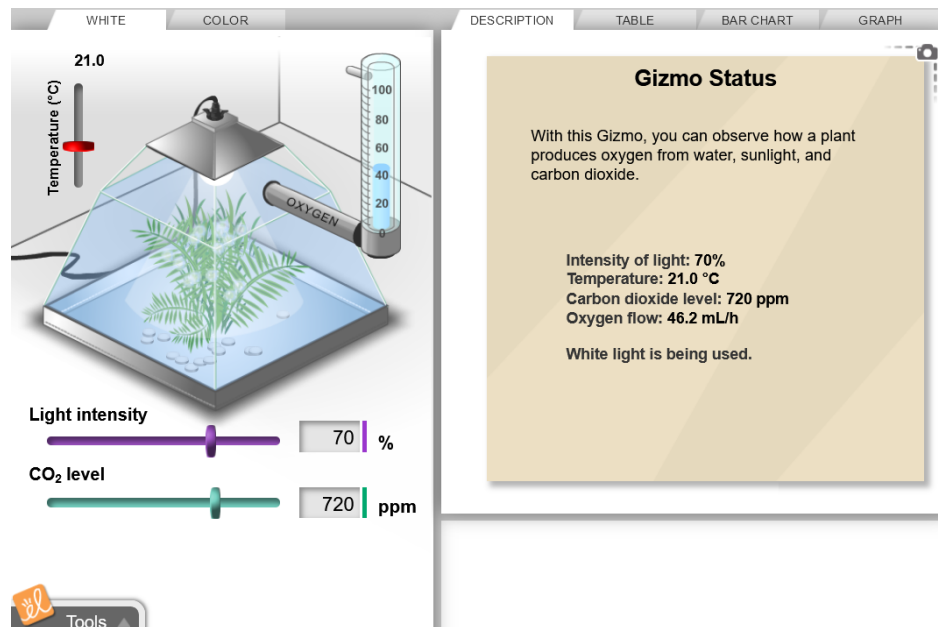 WHITE
COLOR
DESCRIPTION
TABLE
BAR CHART
GRAPH
21.0
Temperature (°C)
100
80
60
40
20
0
OXYGEN
Light intensity
70 %
CO₂ level
720 ppm
Tools
Gizmo Status
With this Gizmo, you can observe how a plant
produces oxygen from water, sunlight, and
carbon dioxide.
Intensity of light: 70%
Temperature: 21.0 °C
Carbon dioxide level: 720 ppm
Oxygen flow: 46.2 mL/h
White light is being used.